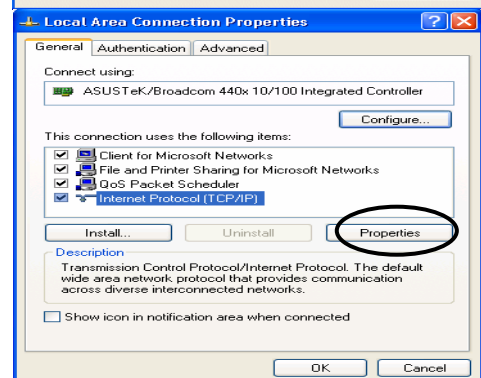 Local Area Connection Properties
General Authentication Advanced
Connect using:
ASUSTeK/Broadcom 440x 10/100 Integrated Controller
Configure...
This connection uses the following items:
Client for Microsoft Networks
File and Printer Sharing for Microsoft Networks
QoS Packet Scheduler
Internet Protocol (TCP/IP)
Install... Uninstall Properties
Description
Transmission Control Protocol/Internet Protocol. The default
wide area network protocol that provides communication
across diverse interconnected networks.
Show icon in notification area when connected
OK Cancel